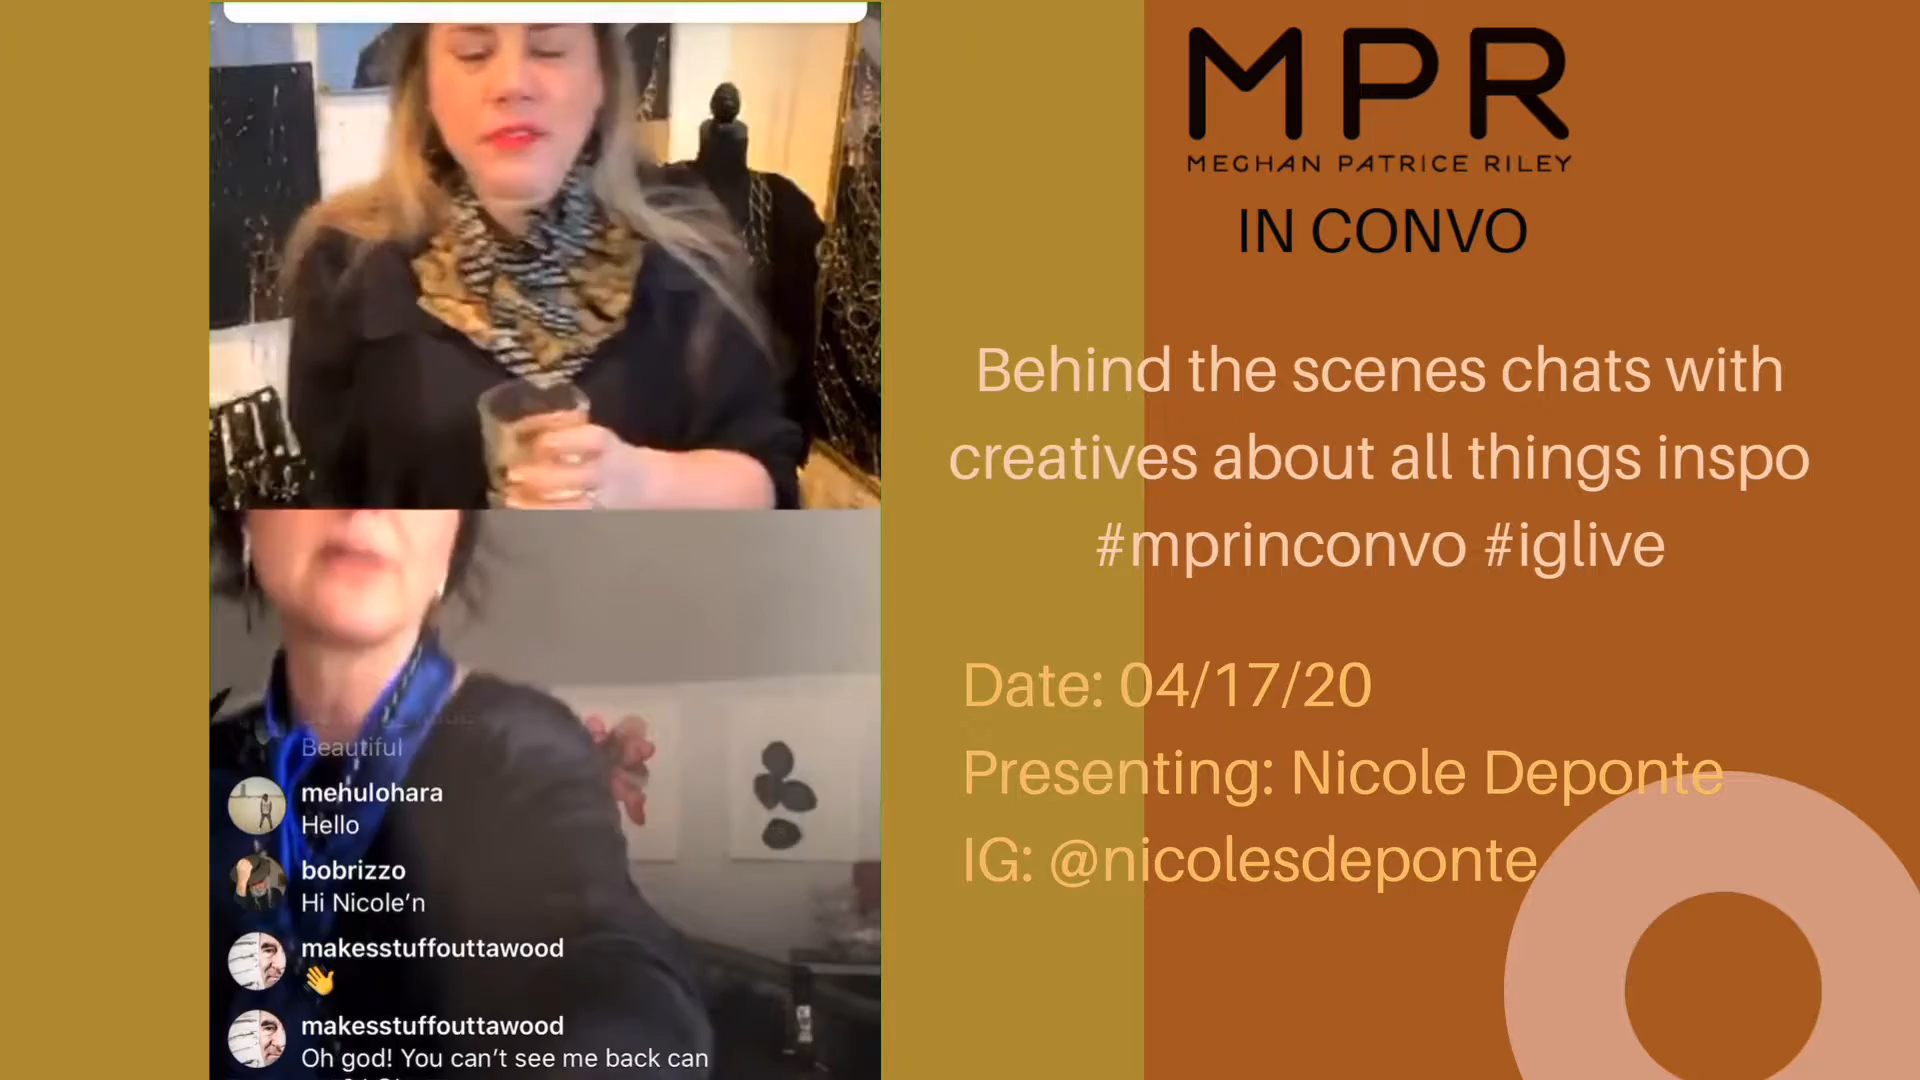 Beautiful
mehulohara
Hello
bobrizzo
Hi Nicole’n
makesstuffouttawood
👋
makesstuffouttawood
Oh god! You can’t see me back can
MPR
MEGHAN PATRICE RILEY
IN CONVO
Behind the scenes chats with
creatives about all things inspo
#mprinconvo #iglive
Date: 04/17/20
Presenting: Nicole Deponte
IG: @nicolesdeponte